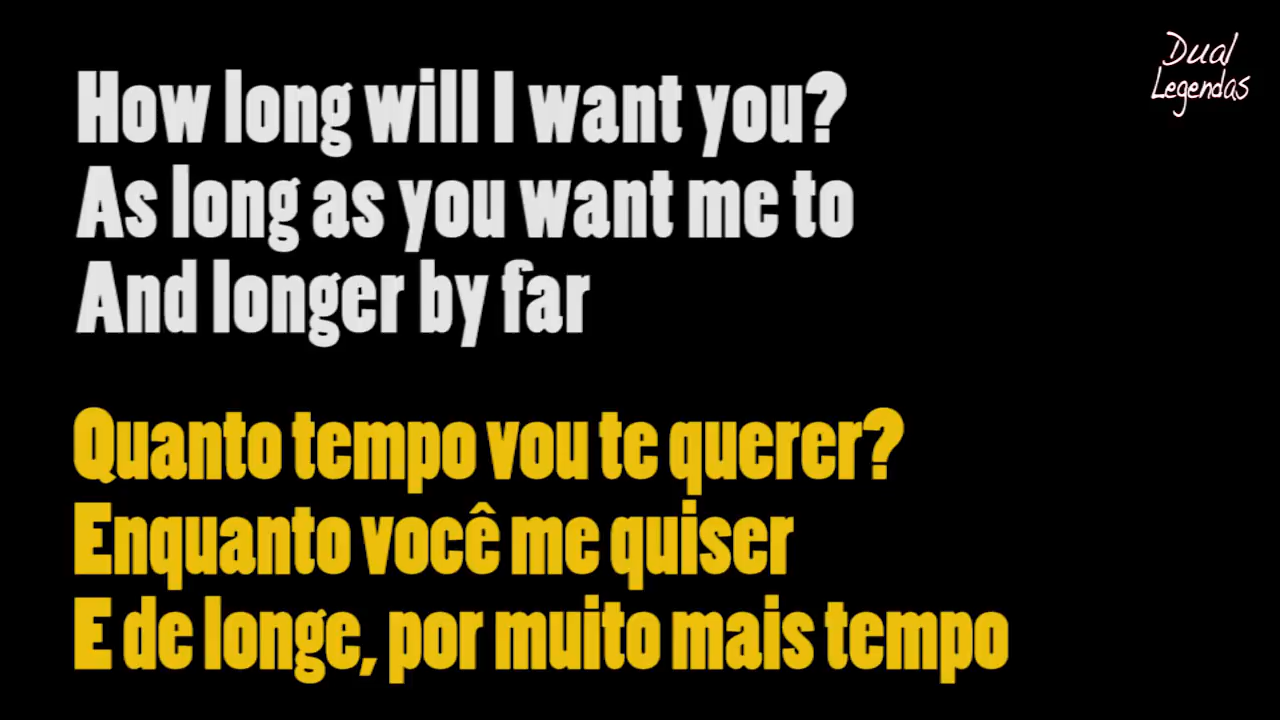 Dual
Legendas
How long will I want you?
As long as you want me to
And longer by far
Quanto tempo vou te querer?
Enquanto você me quiser
E de longe, por muito mais tempo